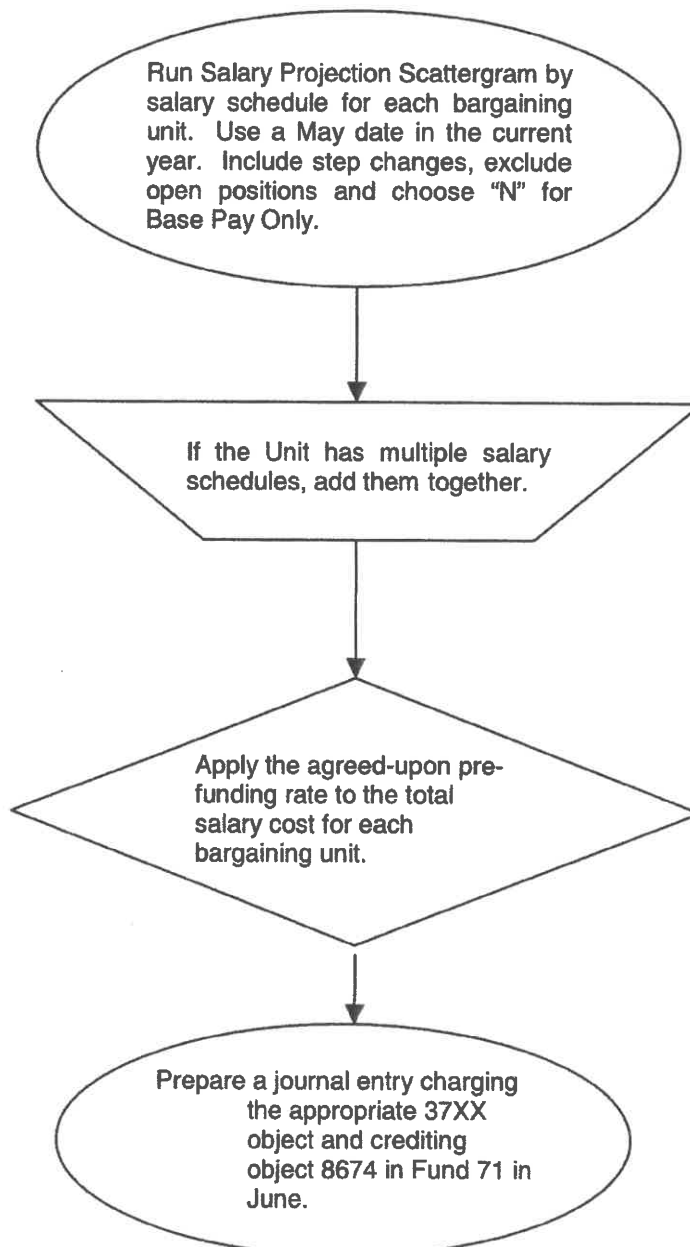 Run Salary Projection Scattergram by
salary schedule for each bargaining
unit. Use a May date in the current
year. Include step changes, exclude
open positions and choose “N” for
Base Pay Only.
If the Unit has multiple salary
schedules, add them together.
Apply the agreed-upon pre-
funding rate to the total
salary cost for each
bargaining unit.
Prepare a journal entry charging
the appropriate 37XX
object and crediting
object 8674 in Fund 71 in
June.